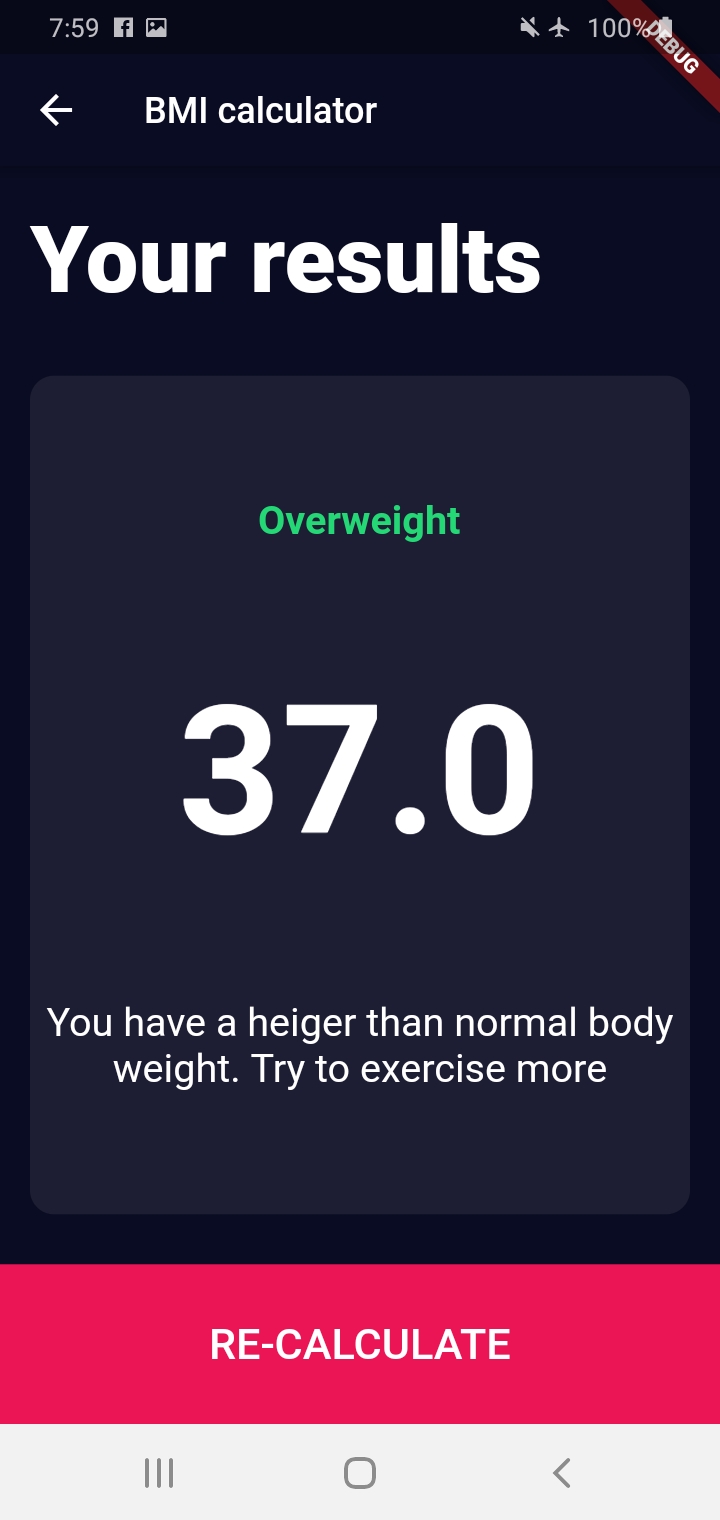 7:59
100%
DEBUG
BMI calculator
Your results
Overweight
37.0
You have a heiger than normal body
weight. Try to exercise more
RE-CALCULATE